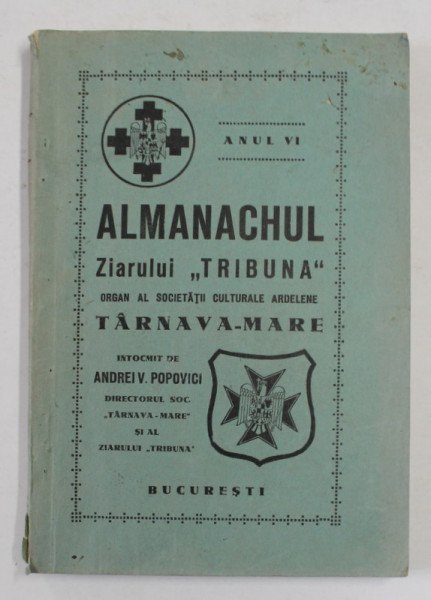 ANUL VI
ALMANACHUL
Ziarului „TRIBUNA“
ORGAN AL SOCIETĂȚII CULTURALE ARDELENE
TÂRNAVA-MARE
INTOCMIT DE
ANDREI V. POPOVICI
DIRECTORUL SOC.
„TÂRNAVA-MARE“
ȘI AL
ZIARULUI „TRIBUNA“
BUCUREȘTI